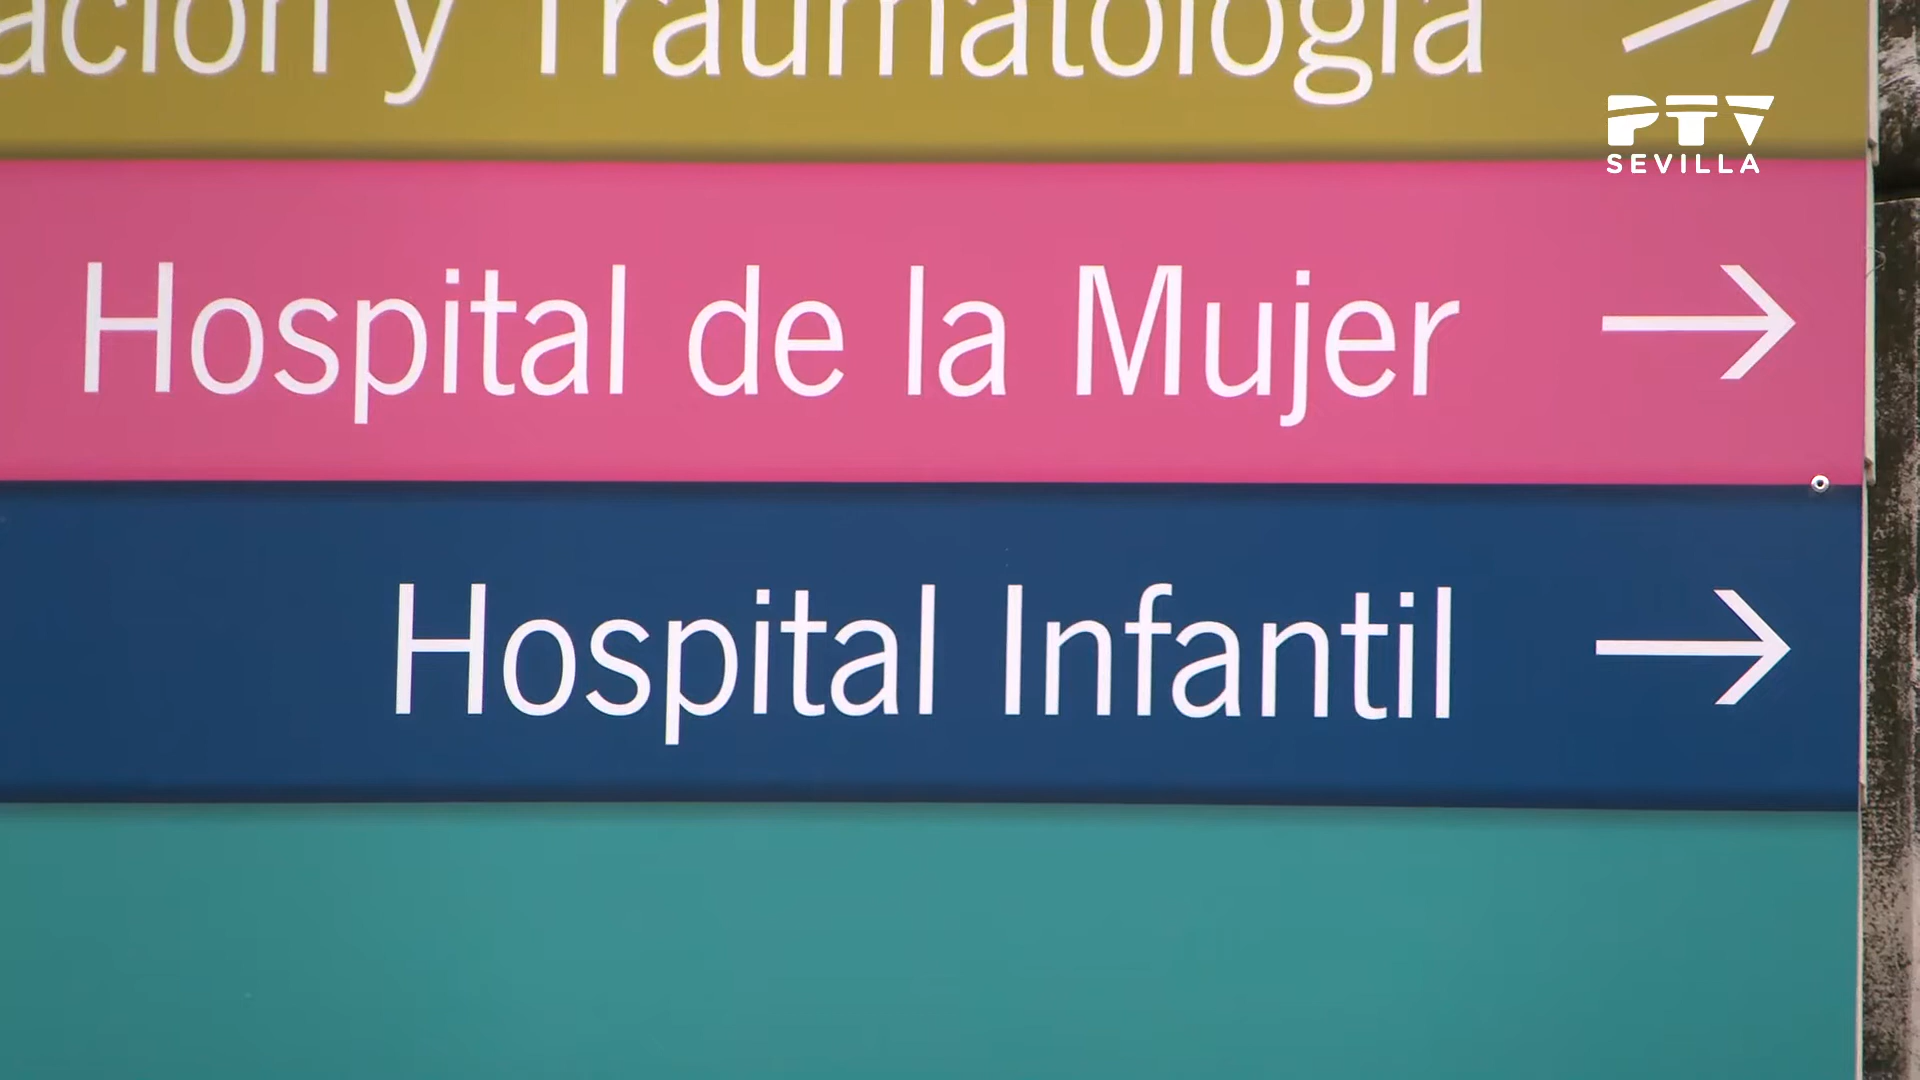 ación y Traumatología
PTV
SEVILLA
Hospital de la Mujer
Hospital Infantil